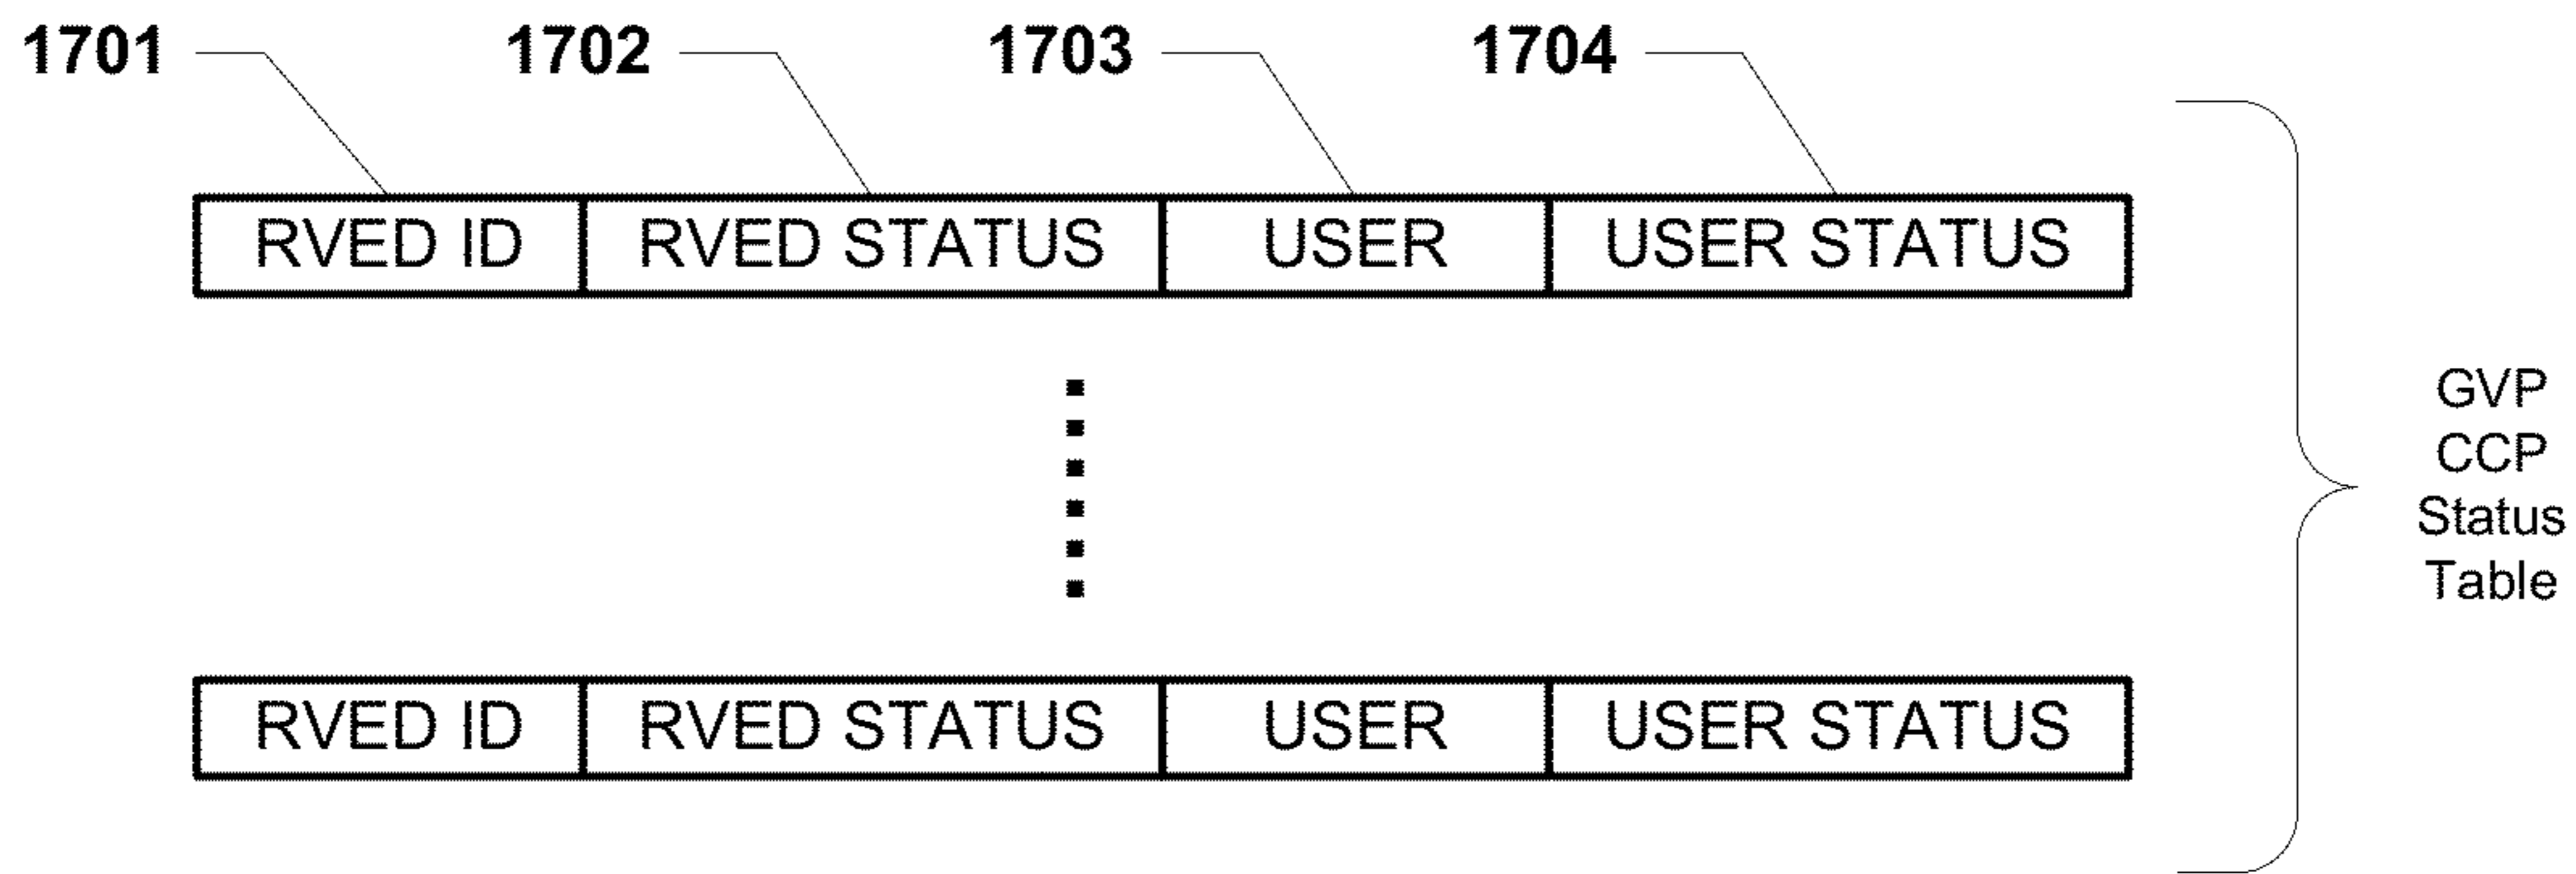 1701 1702 1703 1704
RVED ID RVED STATUS USER USER STATUS
GVP
CCP
Status
Table
RVED ID RVED STATUS USER USER STATUS